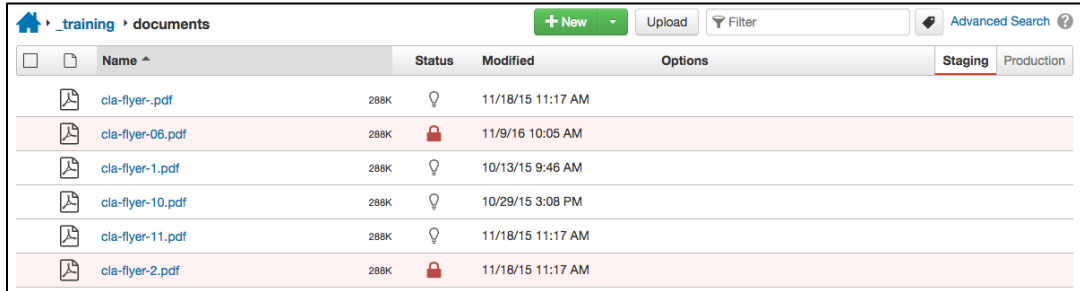 _training documents New Upload Filter Advanced Search ?
Name Status Modified Options Staging Production
cla-flyer-.pdf 288K 11/18/15 11:17 AM
cla-flyer-06.pdf 288K 11/9/16 10:05 AM
cla-flyer-1.pdf 288K 10/13/15 9:46 AM
cla-flyer-10.pdf 288K 10/29/15 3:08 PM
cla-flyer-11.pdf 288K 11/18/15 11:17 AM
cla-flyer-2.pdf 288K 11/18/15 11:17 AM